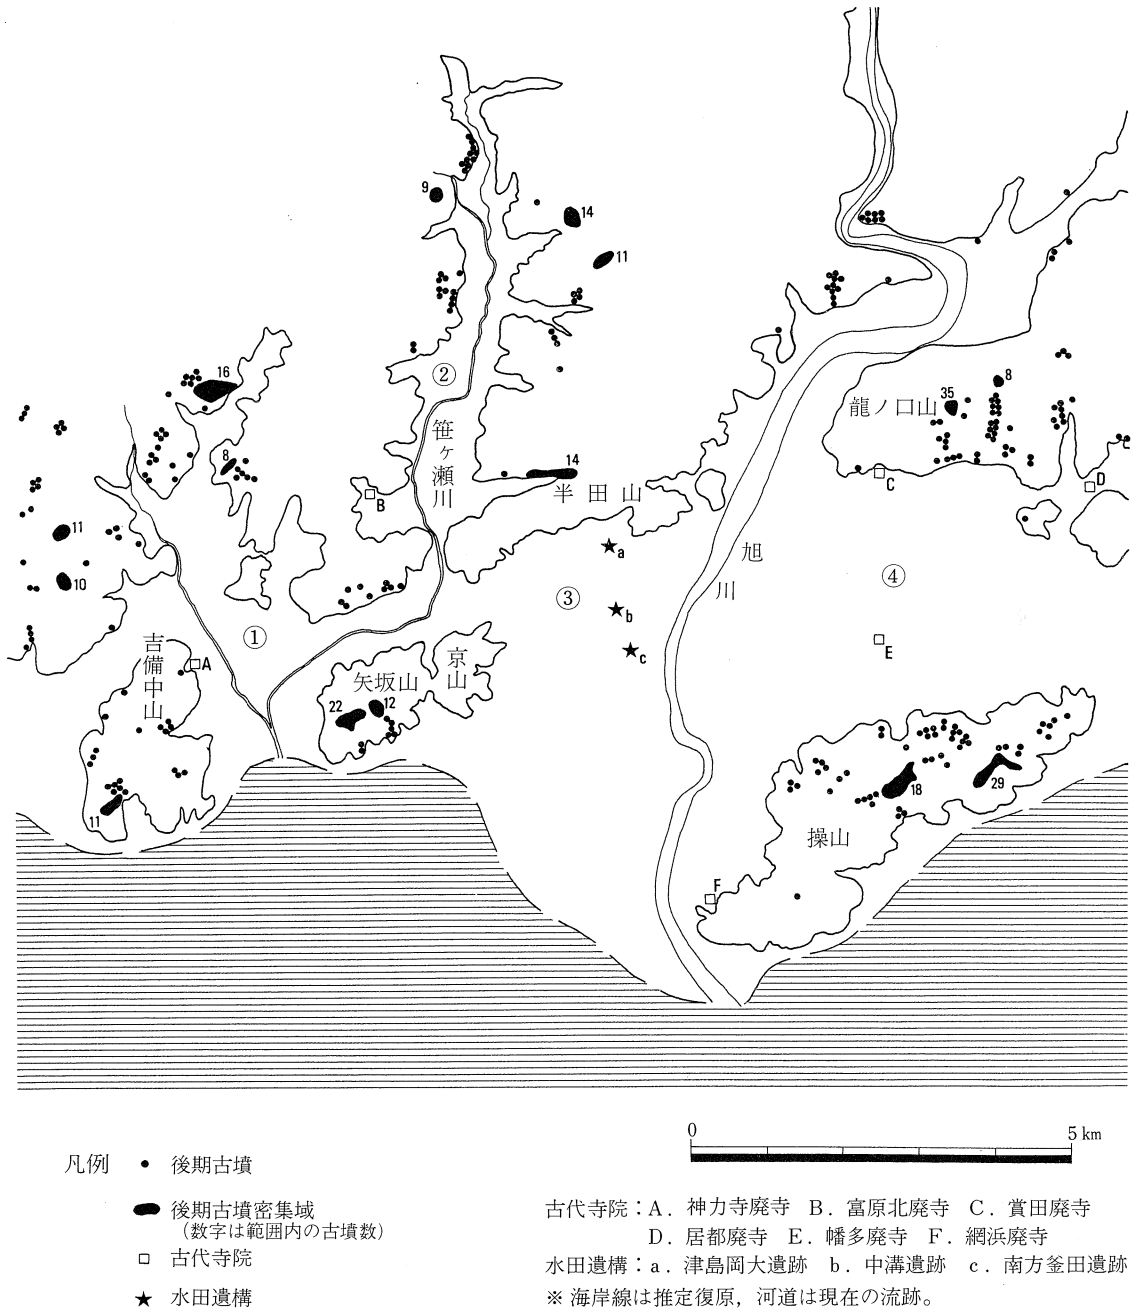 9
14
11
16
②
龍ノ口山
35
8
8
笹ヶ瀬川
14
半田山
B
C
D
11
a
旭川
10
③
④
b
①
E
c
吉備中山
A
京山
矢坂山
22
12
18
29
11
操山
F
0
5 km
凡例
後期古墳
後期古墳密集域
(数字は範囲内の古墳数)
古代寺院
水田遺構
古代寺院：A．神力寺廃寺　B．富原北廃寺　C．賞田廃寺
D．居都廃寺　E．幡多廃寺　F．網浜廃寺
水田遺構：a．津島岡大遺跡　b．中溝遺跡　c．南方釜田遺跡
※ 海岸線は推定復原，河道は現在の流跡。